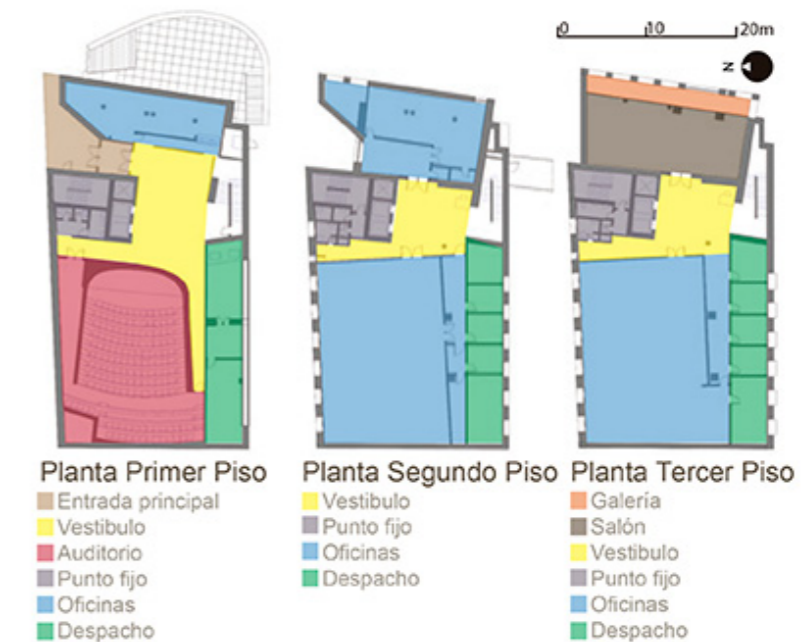 0 10 20m
N
Planta Primer Piso
Entrada principal
Vestibulo
Auditorio
Punto fijo
Oficinas
Despacho
Planta Segundo Piso
Vestibulo
Punto fijo
Oficinas
Despacho
Planta Tercer Piso
Galería
Salón
Vestibulo
Punto fijo
Oficinas
Despacho